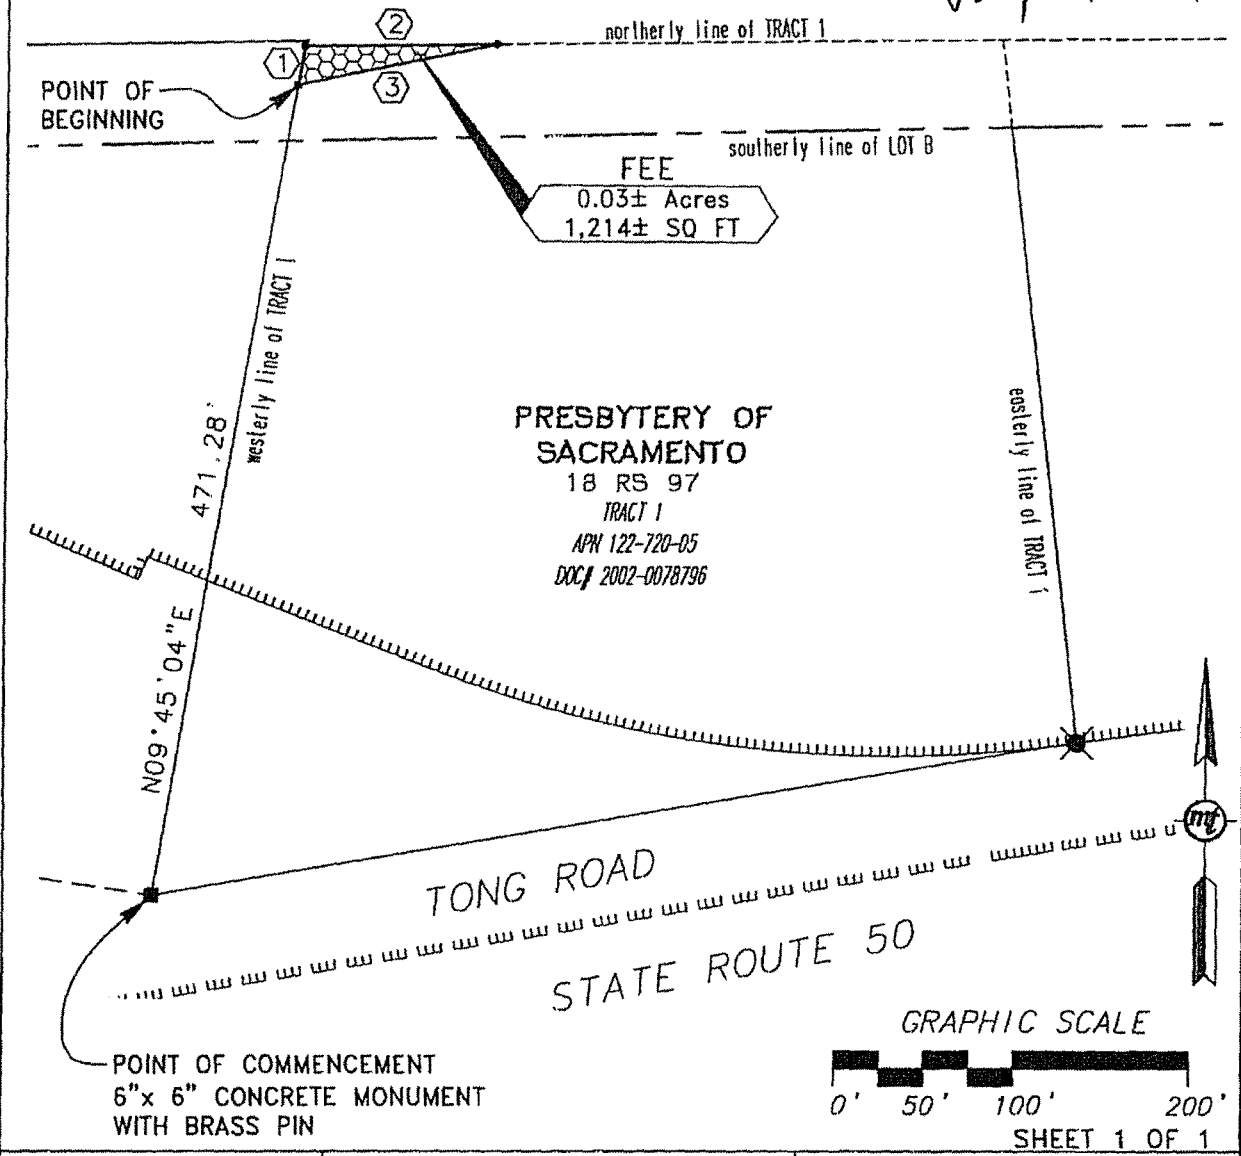 2
northerly line of TRACT 1
1
3
POINT OF
BEGINNING
southerly line of LOT B
FEE
0.03± Acres
1,214± SQ FT
westerly line of TRACT 1
471.28'
N09°45'04"E
PRESBYTERY OF
SACRAMENTO
18 RS 97
TRACT 1
APN 122-720-05
DOC# 2002-0078796
easterly line of TRACT 1
mf
TONG ROAD
STATE ROUTE 50
POINT OF COMMENCEMENT
6"x 6" CONCRETE MONUMENT
WITH BRASS PIN
GRAPHIC SCALE
0' 50' 100' 200'
SHEET 1 OF 1